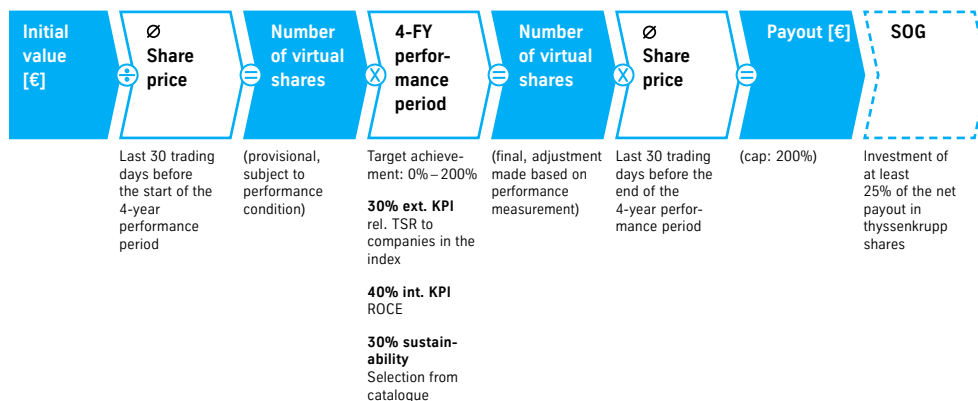 Initial
value
[€]
÷
Ø
Share
price
=
Number
of virtual
shares
×
4-FY
perfor-
mance
period
=
Number
of virtual
shares
×
Ø
Share
price
=
Payout [€]
SOG
Last 30 trading
days before
the start of the
4-year
performance
period
(provisional,
subject to
performance
condition)
Target achieve-
ment: 0%–200%
30% ext. KPI
rel. TSR to
companies in the
index
40% int. KPI
ROCE
30% sustain-
ability
Selection from
catalogue
(final, adjustment
made based on
performance
measurement)
Last 30 trading
days before the
end of the
4-year perfor-
mance period
(cap: 200%)
Investment of
at least
25% of the net
payout in
thyssenkrupp
shares